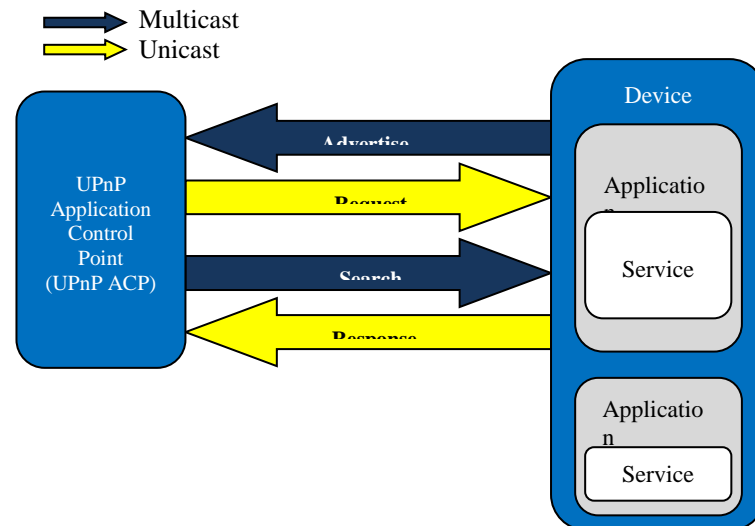 Multicast
Unicast
Device
Advertise
UPnP
Application
Control
Point
(UPnP ACP)
Request
Search
Response
Applicatio
n
Service
Applicatio
n
Service